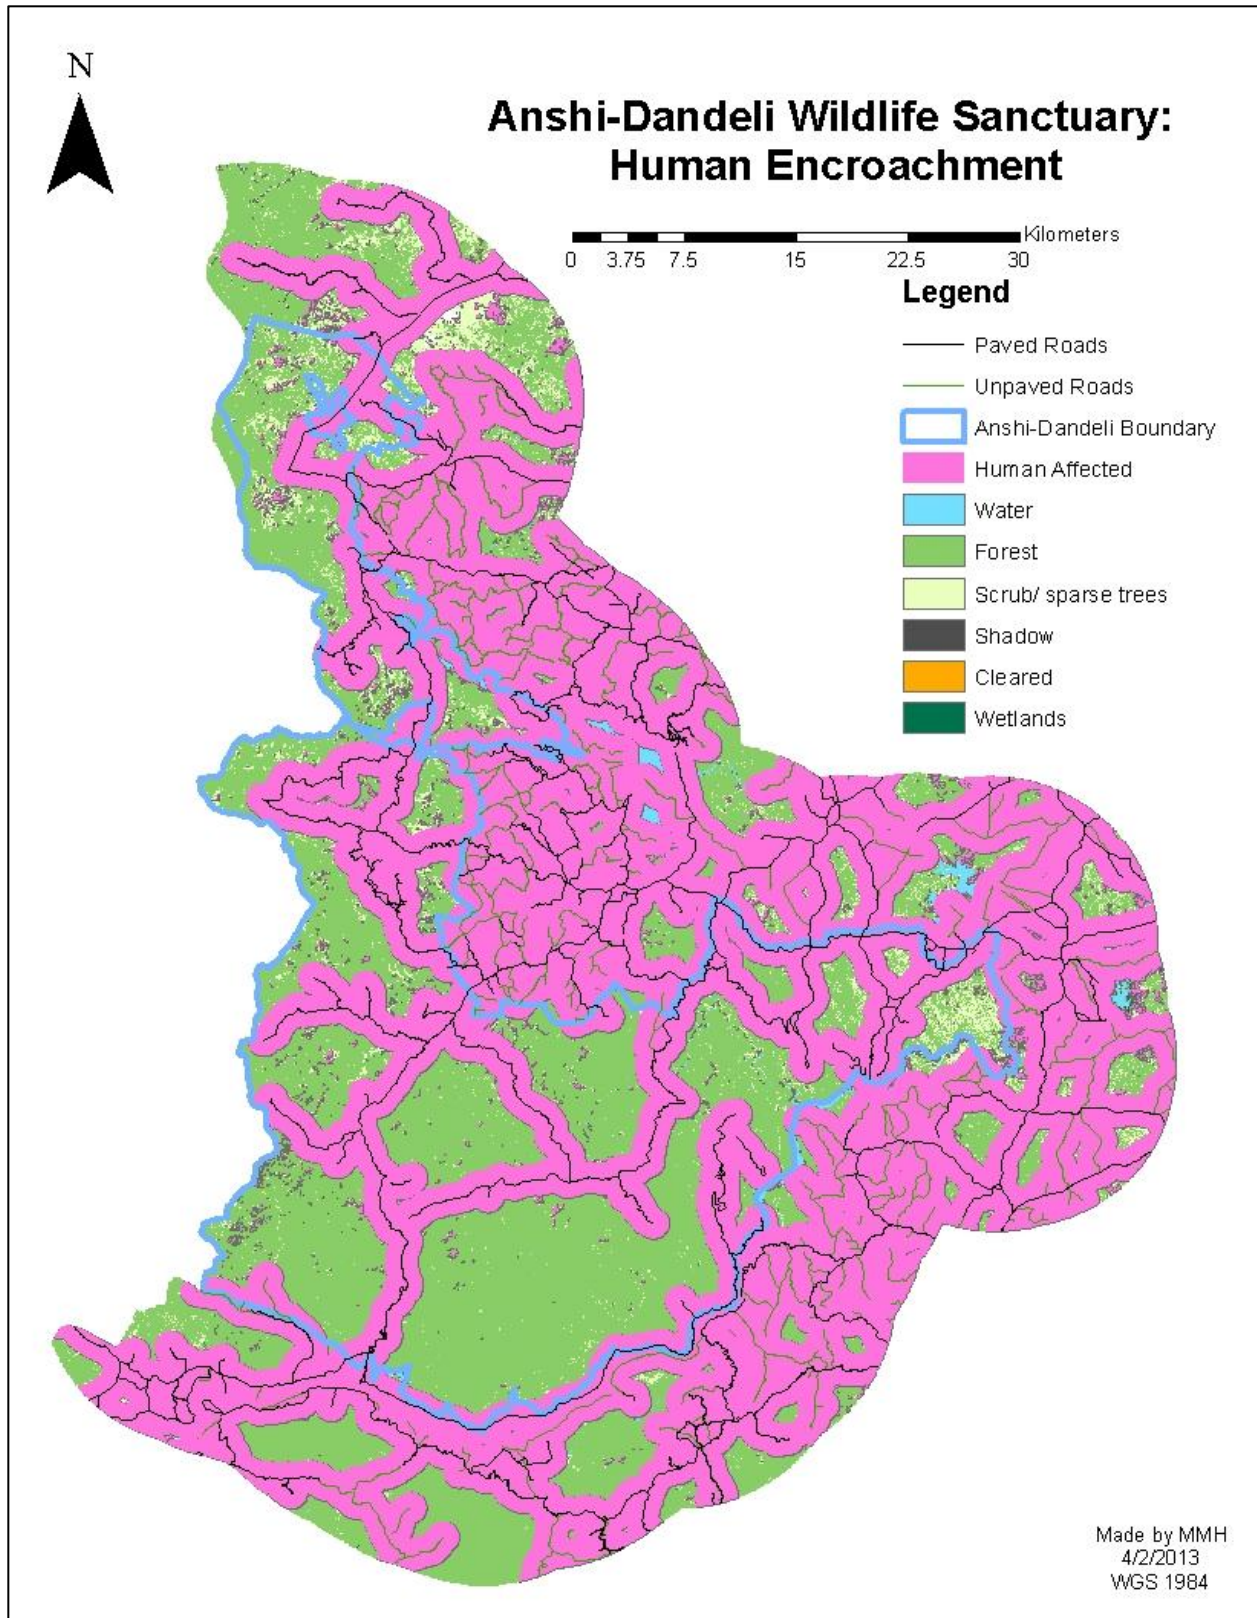 N
Anshi-Dandeli Wildlife Sanctuary:
Human Encroachment
Kilometers
0 3.75 7.5 15 22.5 30
Legend
Paved Roads
Unpaved Roads
Anshi-Dandeli Boundary
Human Affected
Water
Forest
Scrub/ sparse trees
Shadow
Cleared
Wetlands
Made by MMH
4/2/2013
WGS 1984